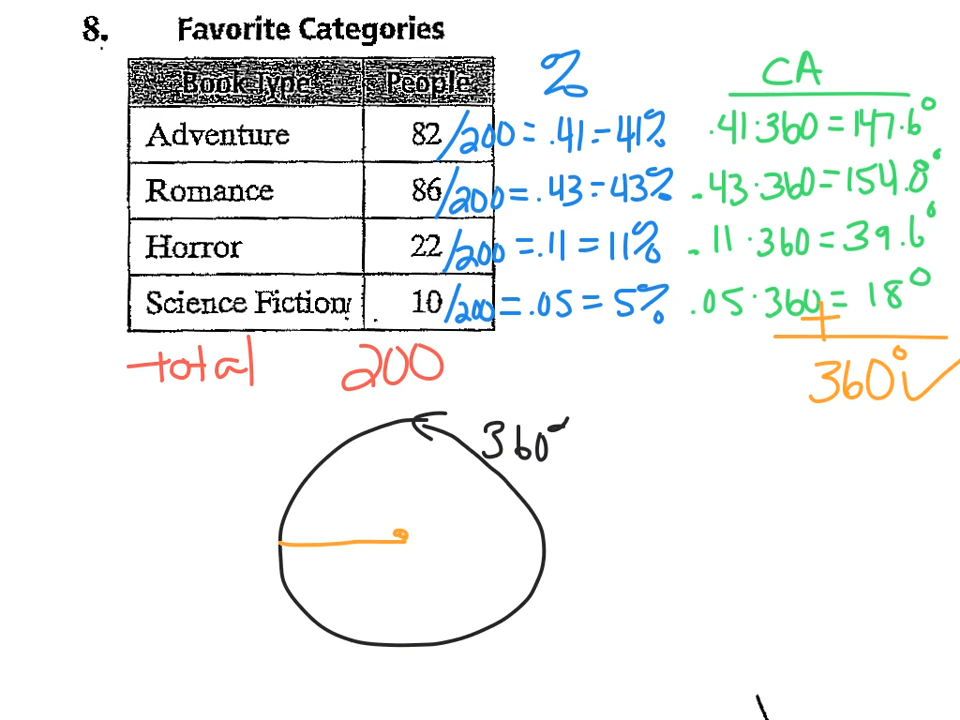 8. Favorite Categories
Book Type People % CA
Adventure 82 /200 = .41 = 41% .41 · 360 = 147.6°
Romance 86 /200 = .43 = 43% .43 · 360 = 154.8°
Horror 22 /200 = .11 = 11% .11 · 360 = 39.6°
Science Fiction 10 /200 = .05 = 5% .05 · 360 = 18°
+
total 200 360° ✓
360°